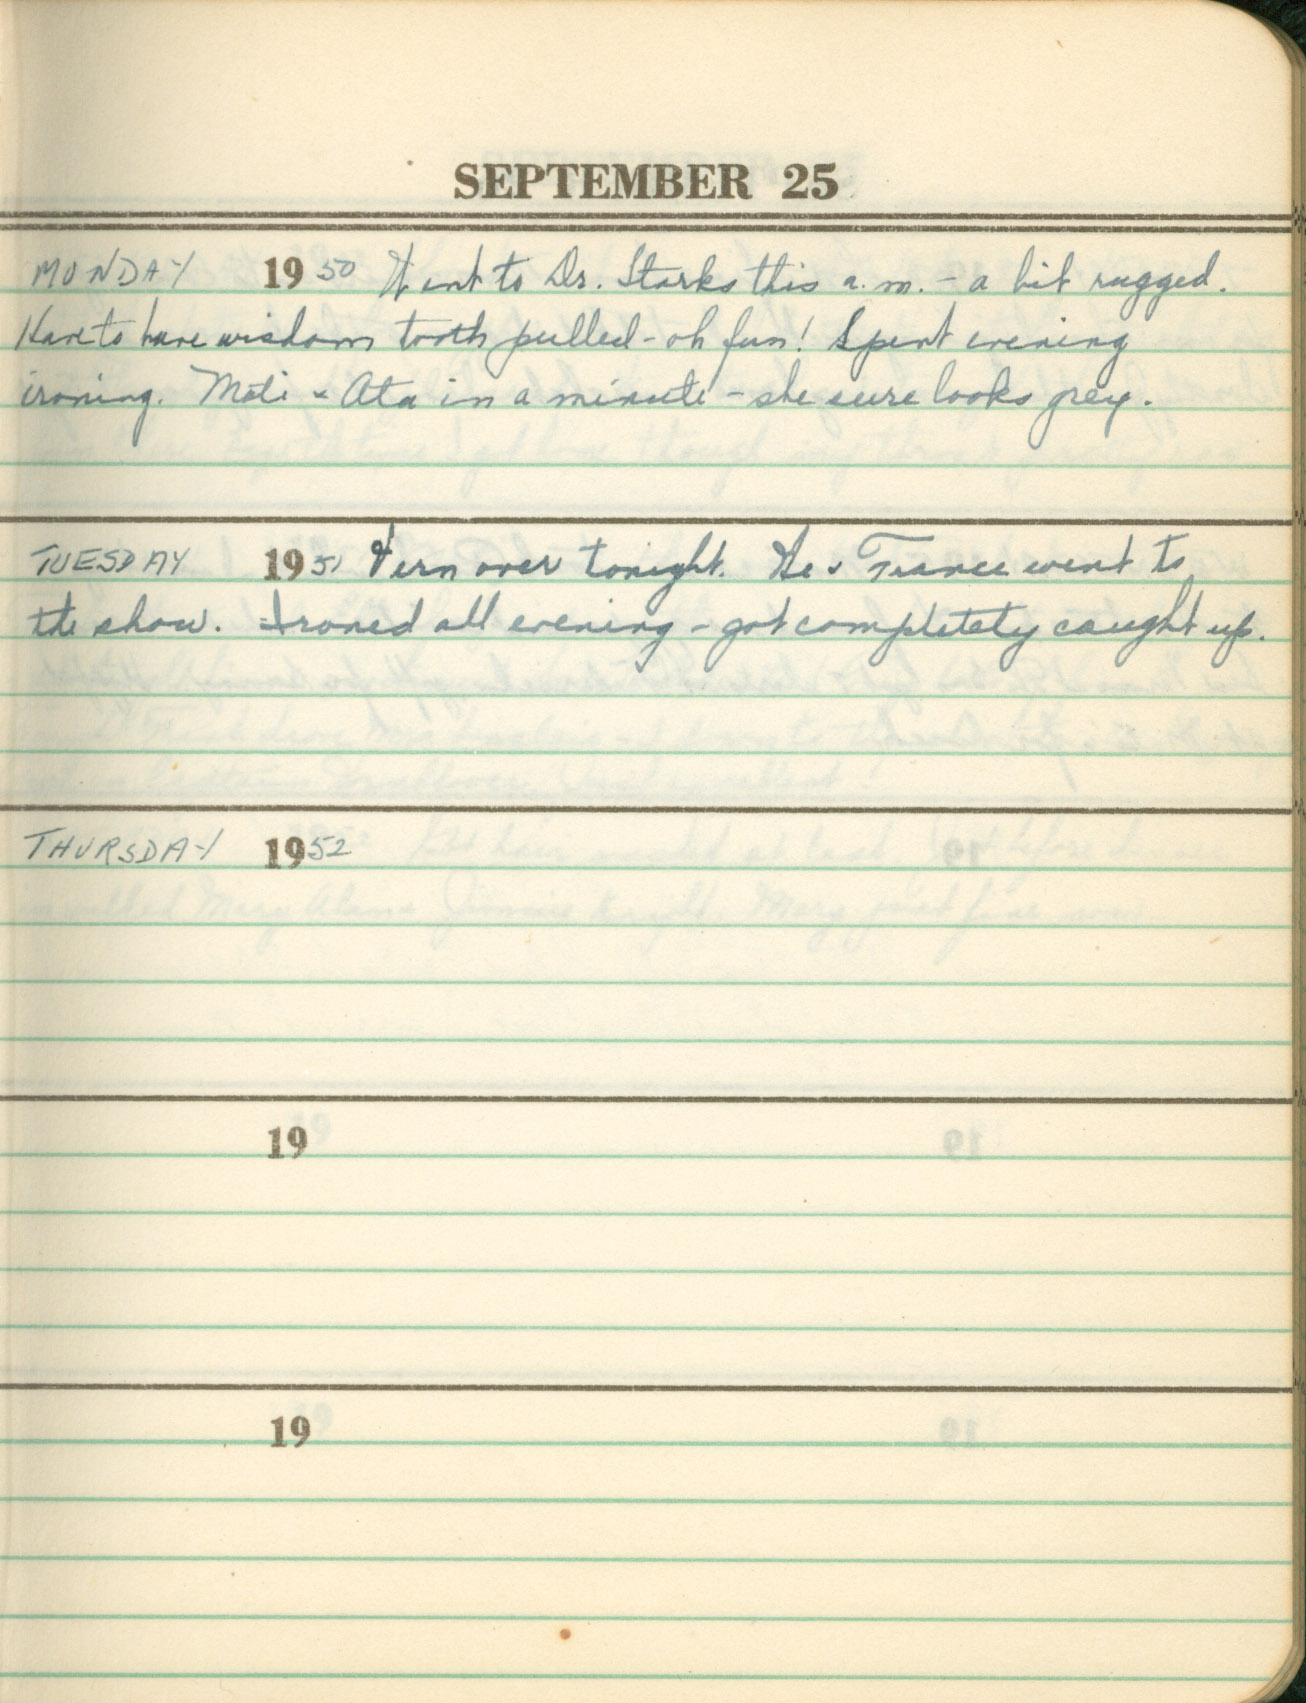 SEPTEMBER 25
MONDAY 1950 Went to Dr. Starks this a.m. - a bit rugged.
Have to have wisdom tooth pulled - oh fun! Spent evening
ironing. Moti & Ata in a minute - she sure looks grey.
TUESDAY 1951 Vern over tonight. He & France went to
the show. Ironed all evening - got completely caught up.
THURSDAY 1952
19
19